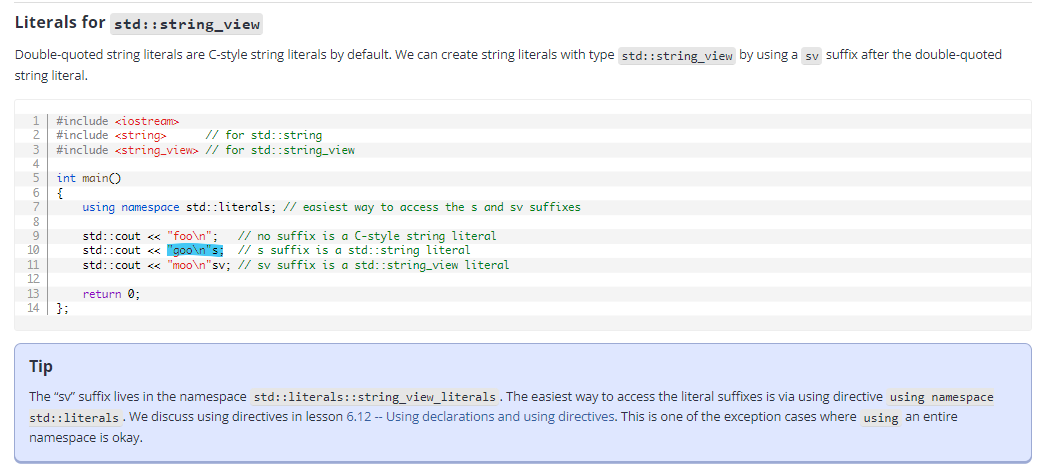 Literals for std::string_view
Double-quoted string literals are C-style string literals by default. We can create string literals with type std::string_view by using a sv suffix after the double-quoted
string literal.
1 #include <iostream>
2 #include <string>      // for std::string
3 #include <string_view> // for std::string_view
4
5 int main()
6 {
7     using namespace std::literals; // easiest way to access the s and sv suffixes
8
9     std::cout << "foo\n";   // no suffix is a C-style string literal
10     std::cout << "goo\n"s;  // s suffix is a std::string literal
11     std::cout << "moo\n"sv; // sv suffix is a std::string_view literal
12
13     return 0;
14 };
Tip
The “sv” suffix lives in the namespace std::literals::string_view_literals. The easiest way to access the literal suffixes is via using directive using namespace
std::literals. We discuss using directives in lesson 6.12 -- Using declarations and using directives. This is one of the exception cases where using an entire
namespace is okay.